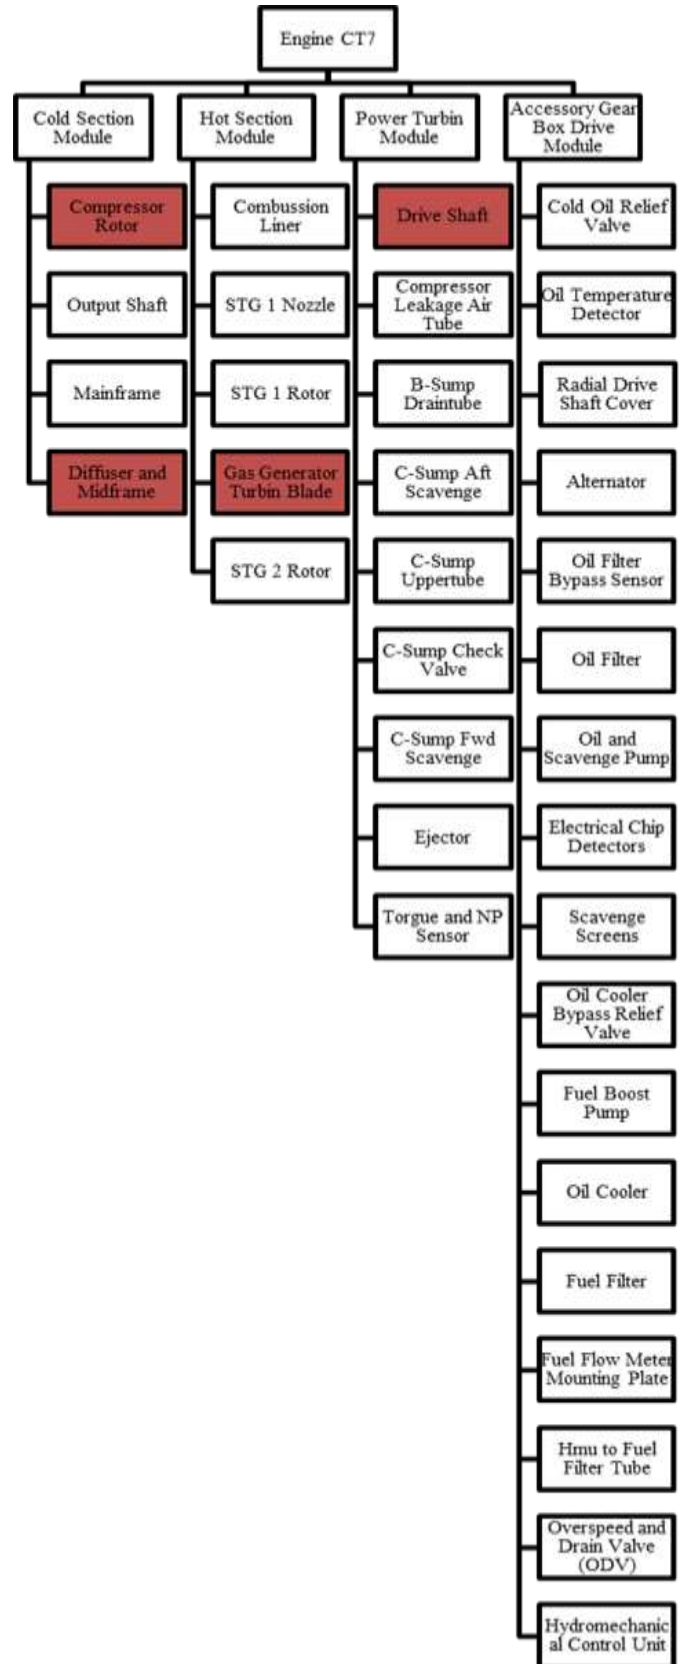 Engine CT7
Cold Section
Module
Hot Section
Module
Power Turbin
Module
Accessory Gear
Box Drive
Module
Compressor
Rotor
Output Shaft
Mainframe
Diffuser and
Midframe
Combussion
Liner
STG 1 Nozzle
STG 1 Rotor
Gas Generator
Turbin Blade
STG 2 Rotor
Drive Shaft
Compressor
Leakage Air
Tube
B-Sump
Draintube
C-Sump Aft
Scavenge
C-Sump
Uppertube
C-Sump Check
Valve
C-Sump Fwd
Scavenge
Ejector
Torgue and NP
Sensor
Cold Oil Relief
Valve
Oil Temperature
Detector
Radial Drive
Shaft Cover
Alternator
Oil Filter
Bypass Sensor
Oil Filter
Oil and
Scavenge Pump
Electrical Chip
Detectors
Scavenge
Screens
Oil Cooler
Bypass Relief
Valve
Fuel Boost
Pump
Oil Cooler
Fuel Filter
Fuel Flow Meter
Mounting Plate
Hmu to Fuel
Filter Tube
Overspeed and
Drain Valve
(ODV)
Hydromechanic
al Control Unit